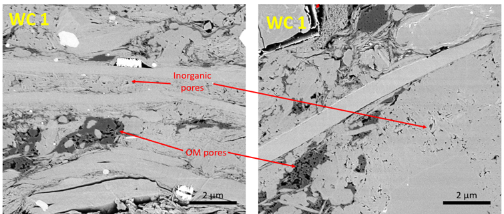 WC 1
WC 1
Inorganic
pores
OM pores
2 µm
2 µm